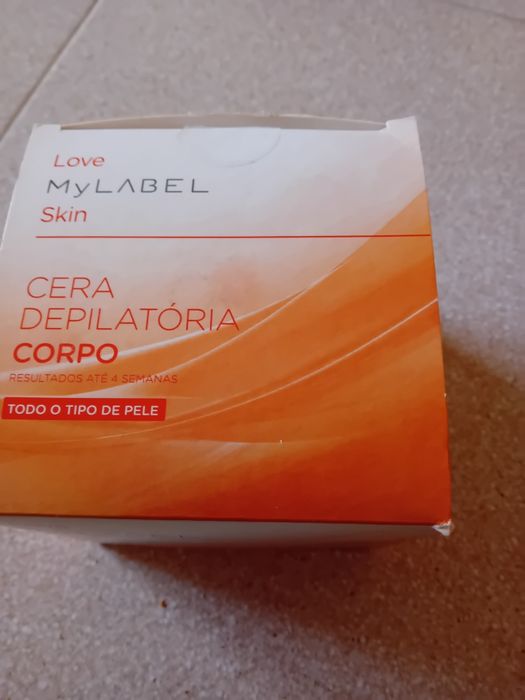 Love
MyLABEL
Skin
CERA
DEPILATÓRIA
CORPO
RESULTADOS ATÉ 4 SEMANAS
TODO O TIPO DE PELE